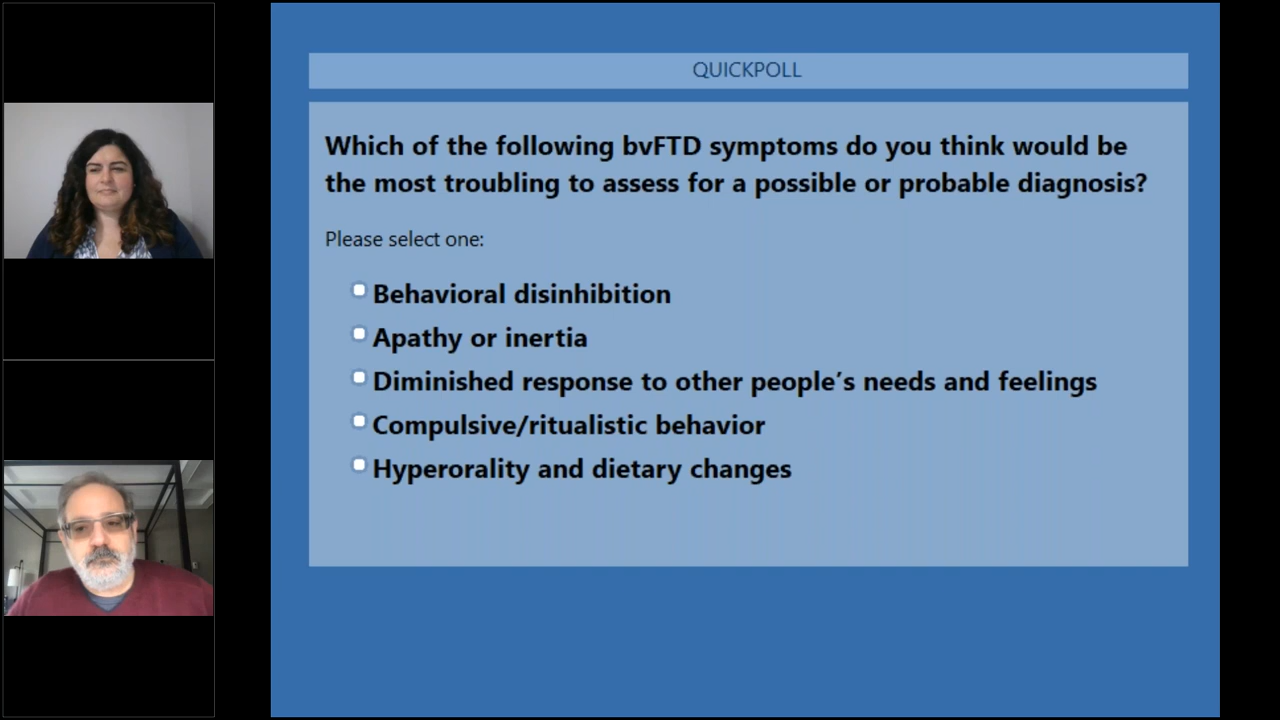 QUICKPOLL
Which of the following bvFTD symptoms do you think would be
the most troubling to assess for a possible or probable diagnosis?
Please select one:
Behavioral disinhibition
Apathy or inertia
Diminished response to other people’s needs and feelings
Compulsive/ritualistic behavior
Hyperorality and dietary changes